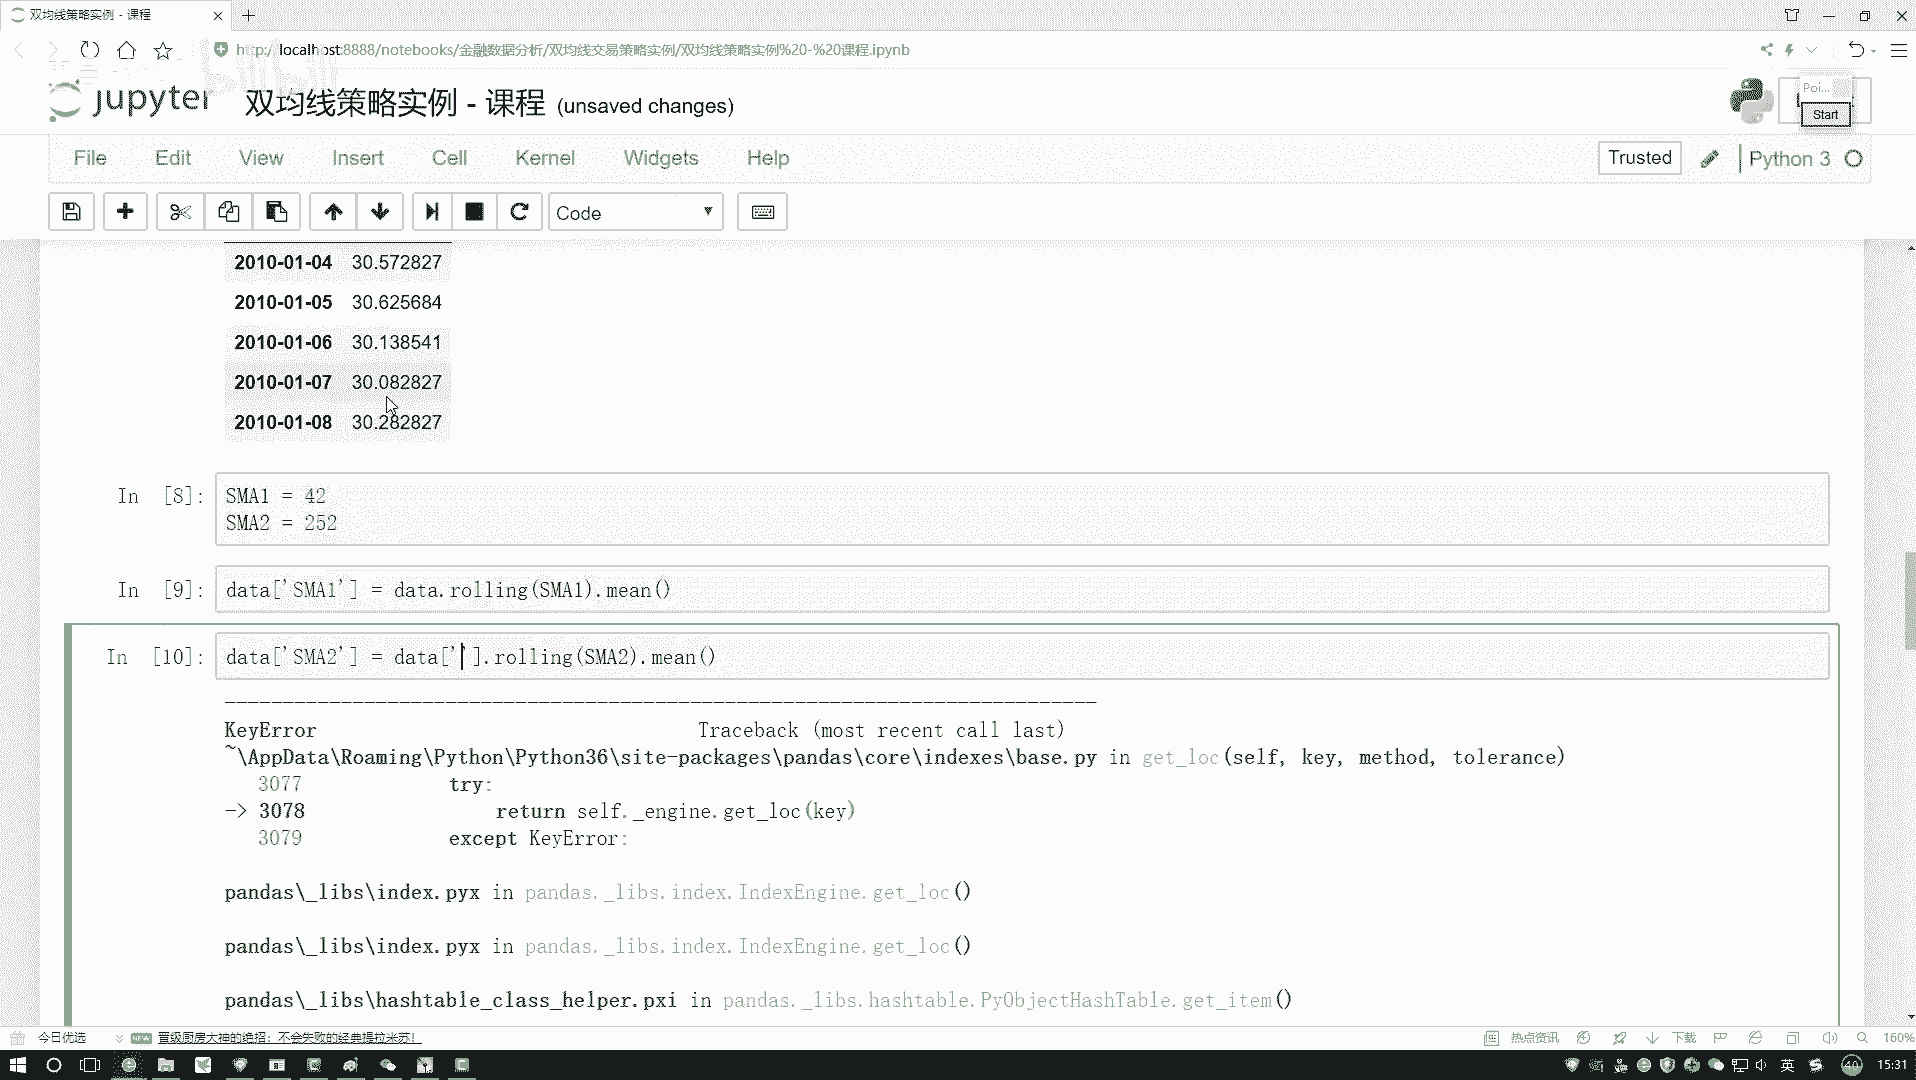 双均线策略实例 - 课程
http://localhost:8888/notebooks/金融数据分析/双均线交易策略实例/双均线策略实例%20-%20课程.ipynb
bilibili
jupyter 双均线策略实例 - 课程 (unsaved changes)
Poi...
Start
File Edit View Insert Cell Kernel Widgets Help
Trusted
Python 3
Code
2010-01-04 30.572827
2010-01-05 30.625684
2010-01-06 30.138541
2010-01-07 30.082827
2010-01-08 30.282827
In [8]: SMA1 = 42
SMA2 = 252
In [9]: data['SMA1'] = data.rolling(SMA1).mean()
In [10]: data['SMA2'] = data[''].rolling(SMA2).mean()
---------------------------------------------------------------------------
KeyError Traceback (most recent call last)
~\AppData\Roaming\Python\Python36\site-packages\pandas\core\indexes\base.py in get_loc(self, key, method, tolerance)
3077 try:
-> 3078 return self._engine.get_loc(key)
3079 except KeyError:
pandas\_libs\index.pyx in pandas._libs.index.IndexEngine.get_loc()
pandas\_libs\index.pyx in pandas._libs.index.IndexEngine.get_loc()
pandas\_libs\hashtable_class_helper.pxi in pandas._libs.hashtable.PyObjectHashTable.get_item()
今日优选
NEW 晋级厨房大神的绝招：不会失败的经典提拉米苏！
热点资讯
下载
160%
英
40
15:31